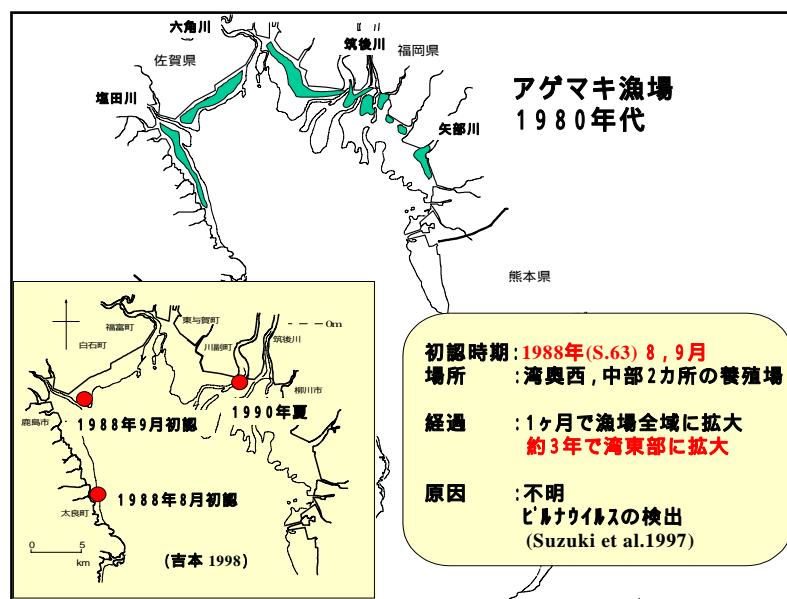 六角川
筑後川
福岡県
佐賀県
塩田川
アゲマキ漁場
1980年代
矢部川
熊本県
東与賀町
福富町
0m
川副町
筑後川
白石町
柳川市
1990年夏
鹿島市
1988年9月初認
1988年8月初認
太良町
0 5
km
(吉本 1998)
初認時期:1988年(S.63) 8,9月
場所 :湾奥西,中部2カ所の養殖場
経過 :1ヶ月で漁場全域に拡大
約3年で湾東部に拡大
原因 :不明
ビルナウイルスの検出
(Suzuki et al.1997)